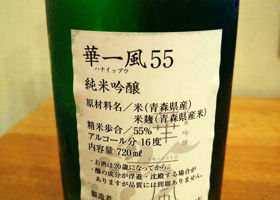 華一風55
ハナイップウ
純米吟醸
原材料名／米(青森県産)
米麹(青森県産米)
精米歩合／55%
アルコール分 16度
内容量 720mℓ
・お酒は20歳になってから。
・醪の成分が浮遊・沈殿する場合が
ありますが品質には問題ありません。
製造者